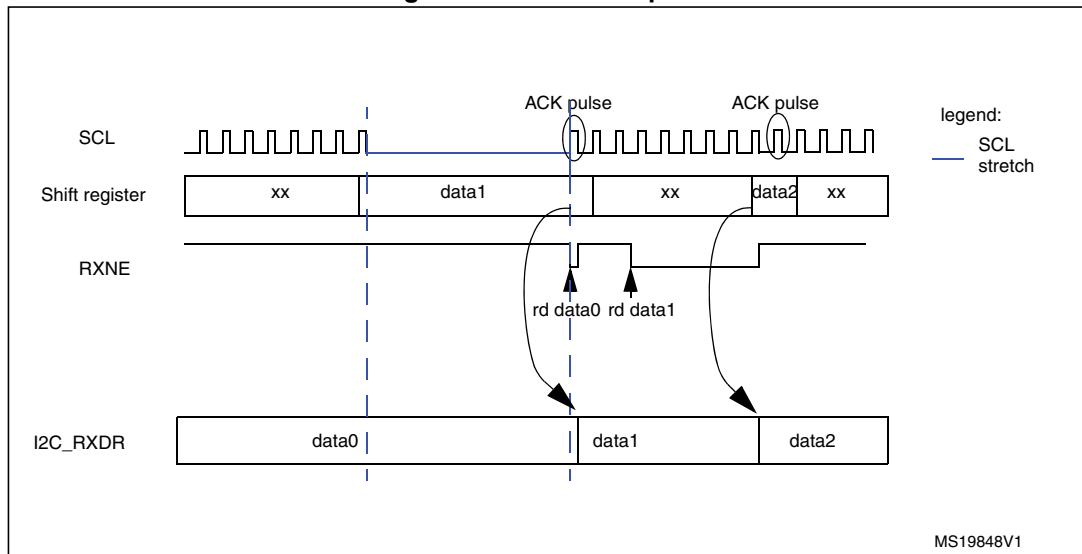 ACK pulse ACK pulse
legend:
SCL
SCL
stretch
Shift register xx data1 xx data2 xx
RXNE
rd data0 rd data1
I2C_RXDR data0 data1 data2
MS19848V1